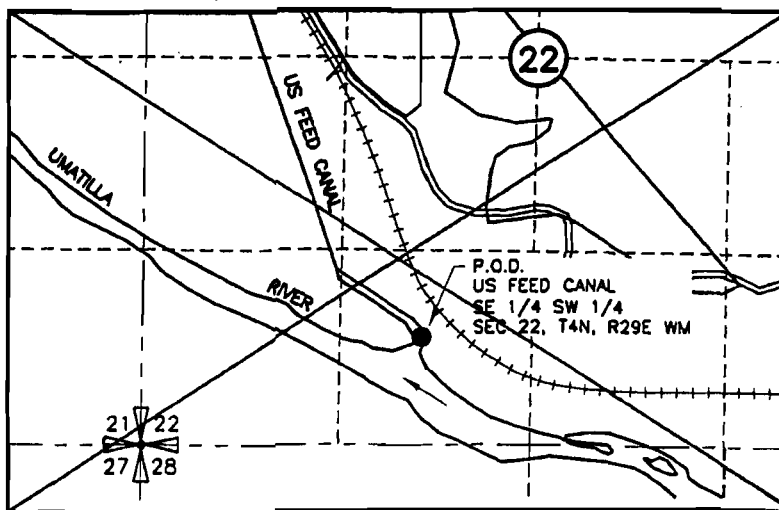 22
US FEED CANAL
UMATILLA
RIVER
P.O.D.
US FEED CANAL
SE 1/4 SW 1/4
SEC 22, T4N, R29E WM
21 22
27 28